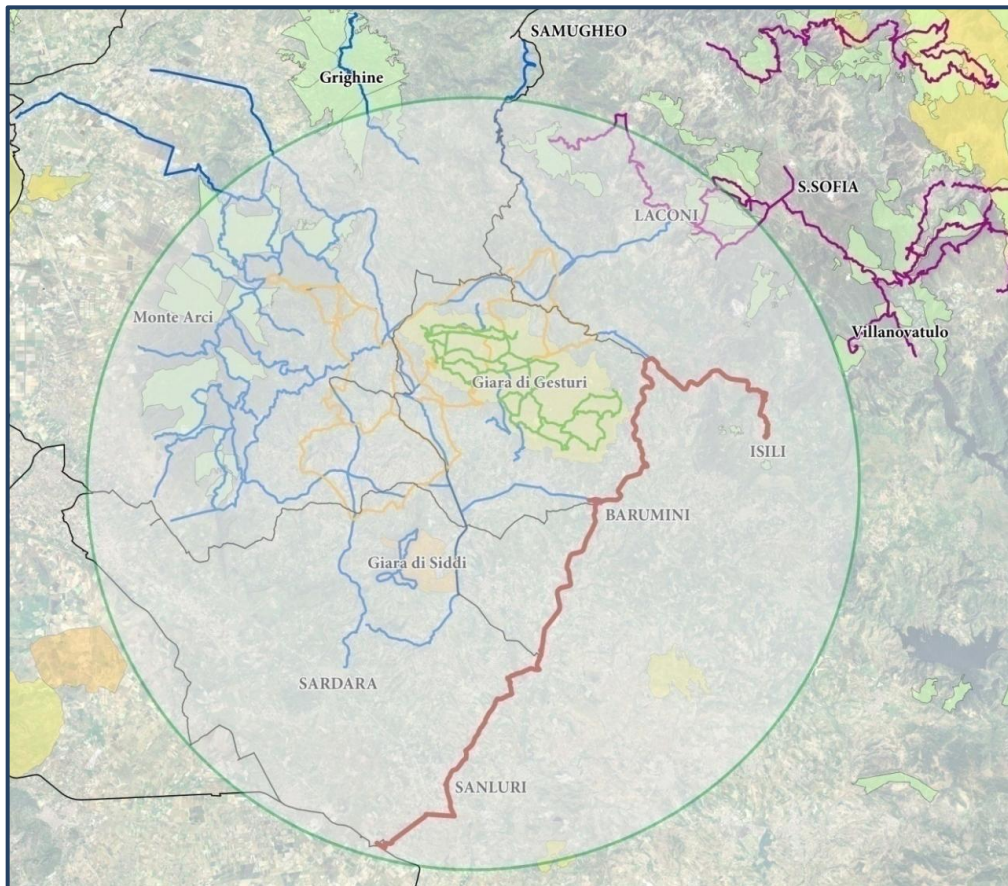 SAMUGHEO
Grighine
S.SOFIA
LACONI
Monte Arci
Villanovatulo
Giara di Gesturi
ISILI
BARUMINI
Giara di Siddi
SARDARA
SANLURI